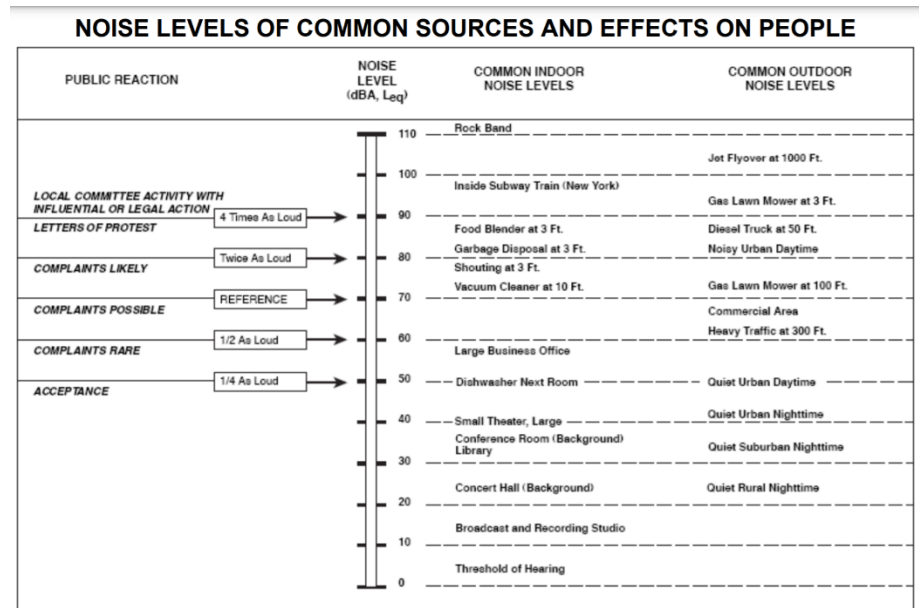 NOISE LEVELS OF COMMON SOURCES AND EFFECTS ON PEOPLE
PUBLIC REACTION
NOISE
LEVEL
(dBA, Leq)
COMMON INDOOR
NOISE LEVELS
COMMON OUTDOOR
NOISE LEVELS
110
Rock Band
Jet Flyover at 1000 Ft.
100
Inside Subway Train (New York)
Gas Lawn Mower at 3 Ft.
LOCAL COMMITTEE ACTIVITY WITH
INFLUENTIAL OR LEGAL ACTION
4 Times As Loud
90
LETTERS OF PROTEST
Food Blender at 3 Ft.
Diesel Truck at 50 Ft.
Garbage Disposal at 3 Ft.
Noisy Urban Daytime
Twice As Loud
80
COMPLAINTS LIKELY
Shouting at 3 Ft.
Vacuum Cleaner at 10 Ft.
Gas Lawn Mower at 100 Ft.
REFERENCE
70
COMPLAINTS POSSIBLE
Commercial Area
Heavy Traffic at 300 Ft.
1/2 As Loud
60
COMPLAINTS RARE
Large Business Office
1/4 As Loud
50
Dishwasher Next Room
Quiet Urban Daytime
ACCEPTANCE
Quiet Urban Nighttime
40
Small Theater, Large
Conference Room (Background)
Library
Quiet Suburban Nighttime
30
Concert Hall (Background)
Quiet Rural Nighttime
20
Broadcast and Recording Studio
10
Threshold of Hearing
0